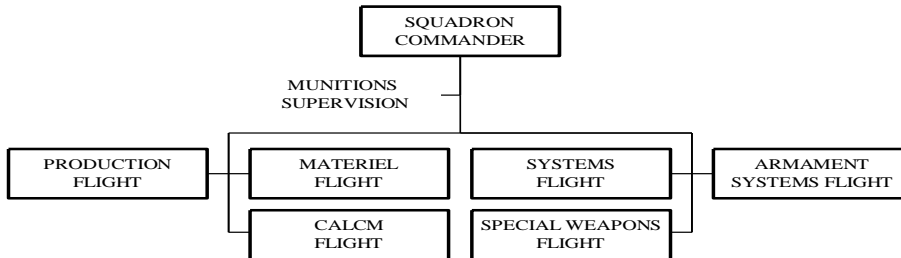 SQUADRON
COMMANDER
MUNITIONS
SUPERVISION
PRODUCTION
FLIGHT
MATERIEL
FLIGHT
SYSTEMS
FLIGHT
ARMAMENT
SYSTEMS FLIGHT
CALCM
FLIGHT
SPECIAL WEAPONS
FLIGHT